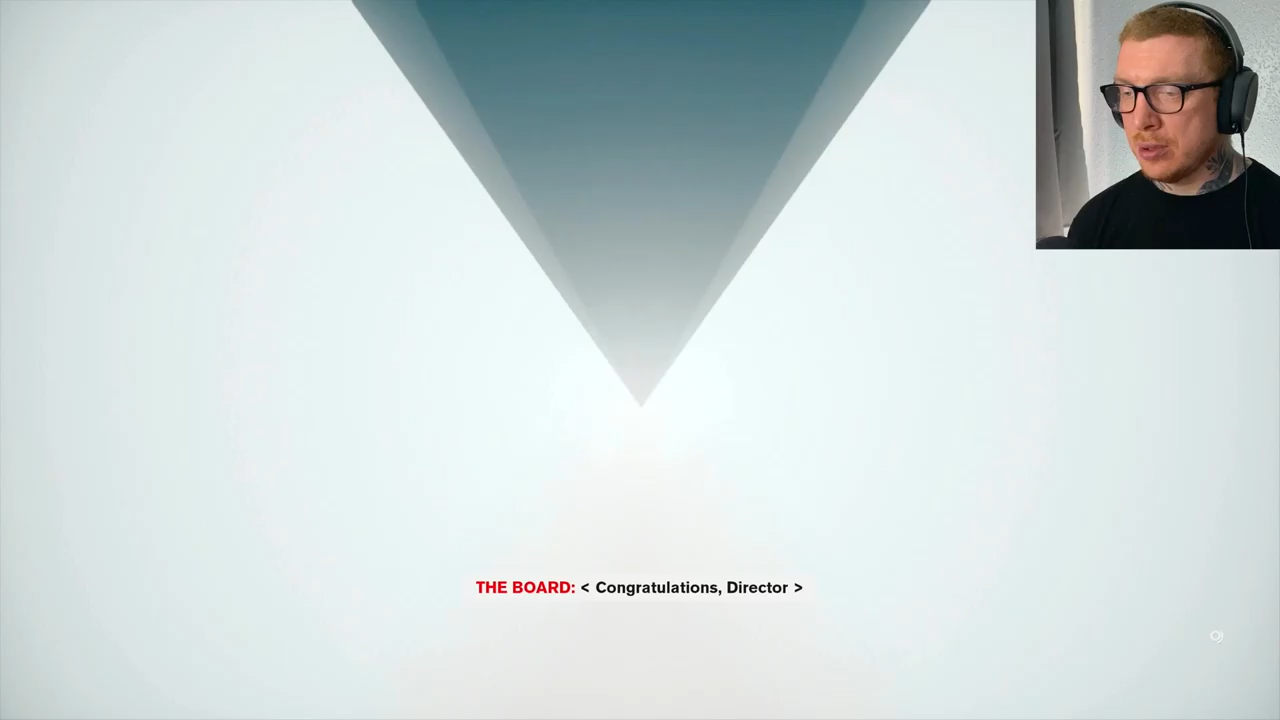 THE BOARD: < Congratulations, Director >